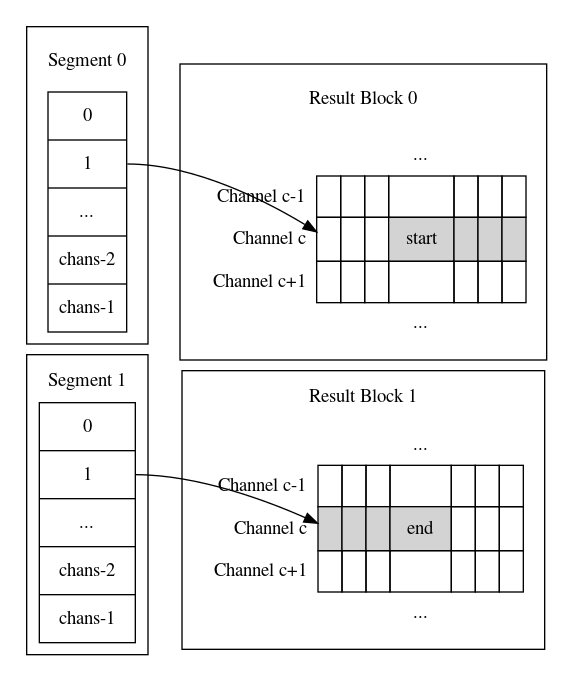 Segment 0
0
1
...
chans-2
chans-1
Result Block 0
...
Channel c-1
Channel c start
Channel c+1
...
Segment 1
0
1
...
chans-2
chans-1
Result Block 1
...
Channel c-1
Channel c end
Channel c+1
...